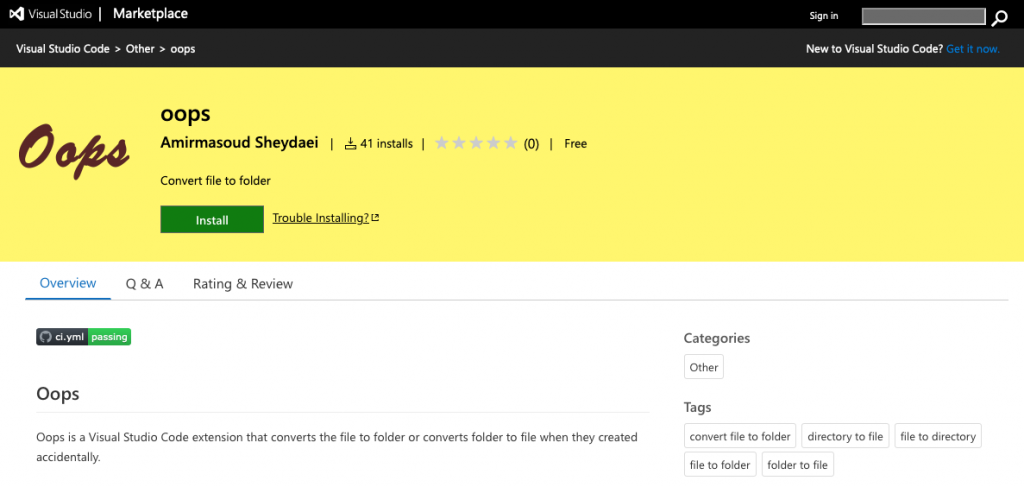 Visual Studio | Marketplace
Sign in
Visual Studio Code > Other > oops
New to Visual Studio Code? Get it now.
Oops
oops
Amirmasoud Sheydaei | 41 installs | (0) | Free
Convert file to folder
Install
Trouble Installing?
Overview
Q & A
Rating & Review
ci.yml passing
Oops
Oops is a Visual Studio Code extension that converts the file to folder or converts folder to file when they created
accidentally.
Categories
Other
Tags
convert file to folder
directory to file
file to directory
file to folder
folder to file